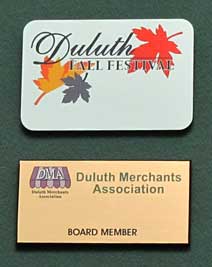 Duluth
FALL FESTIVAL
DMA
Duluth Merchants
Association
Duluth Merchants
Association
BOARD MEMBER